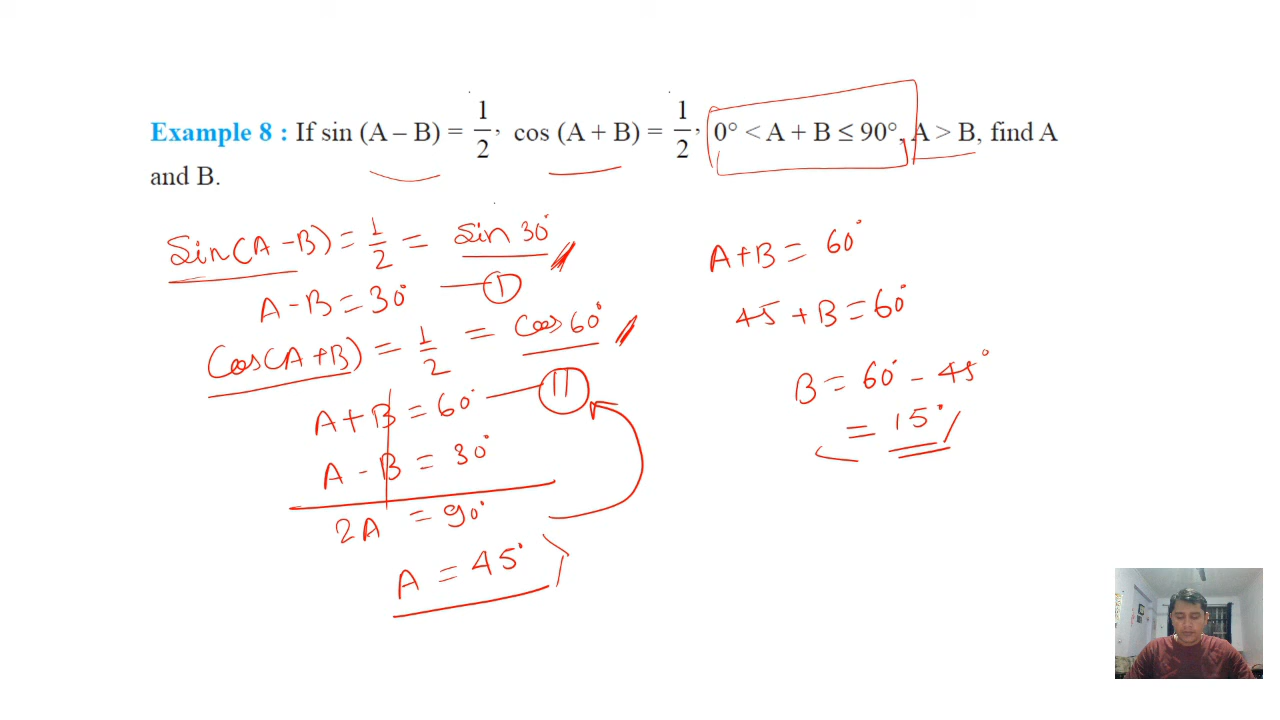 Example 8 : If sin (A – B) = 1/2, cos (A + B) = 1/2, 0° < A + B ≤ 90°, A > B, find A
and B.
Sin(A - B) = 1/2 = Sin 30°
A - B = 30° — I
Cos(A + B) = 1/2 = Cos 60°
A + B = 60° — II
A - B = 30°
2A = 90°
A = 45°
A + B = 60°
45 + B = 60°
B = 60° - 45°
= 15°